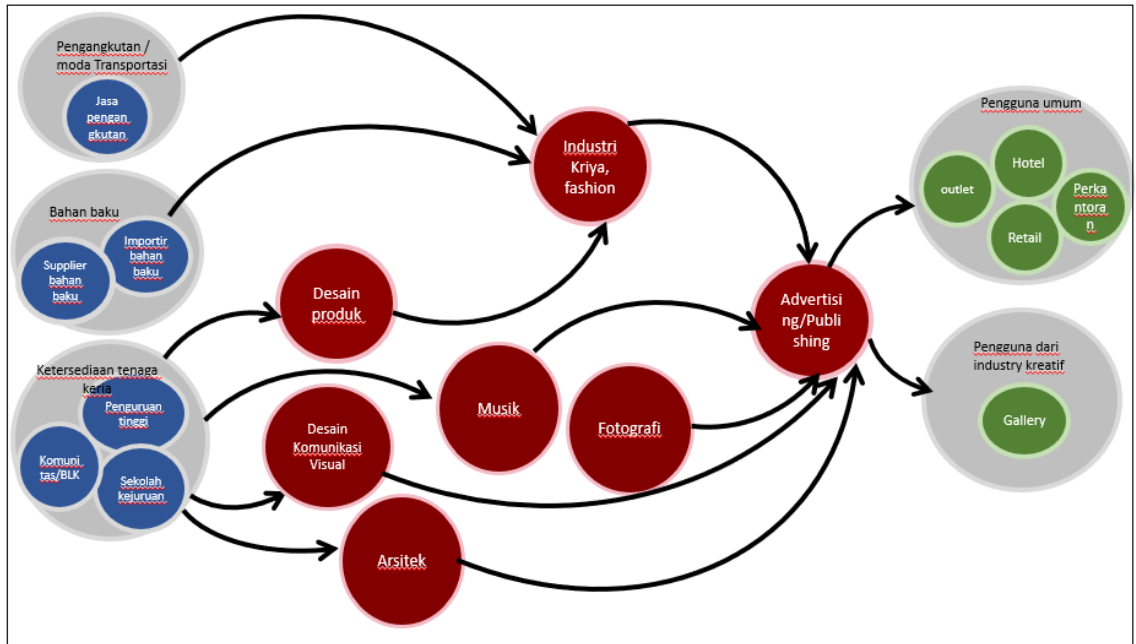 Pengangkutan /
moda Transportasi
Jasa
pengan
gkutan
Bahan baku
Importir
bahan
baku
Supplier
bahan
baku
Ketersediaan tenaga
kerja
Penguruan
tinggi
Komuni
tas/BLK
Sekolah
kejuruan
Industri
Kriya,
fashion
Desain
produk
Musik
Desain
Komunikasi
Visual
Fotografi
Arsitek
Advertisi
ng/Publi
shing
Pengguna umum
outlet
Hotel
Perka
ntora
n
Retail
Pengguna dari
industry kreatif
Gallery